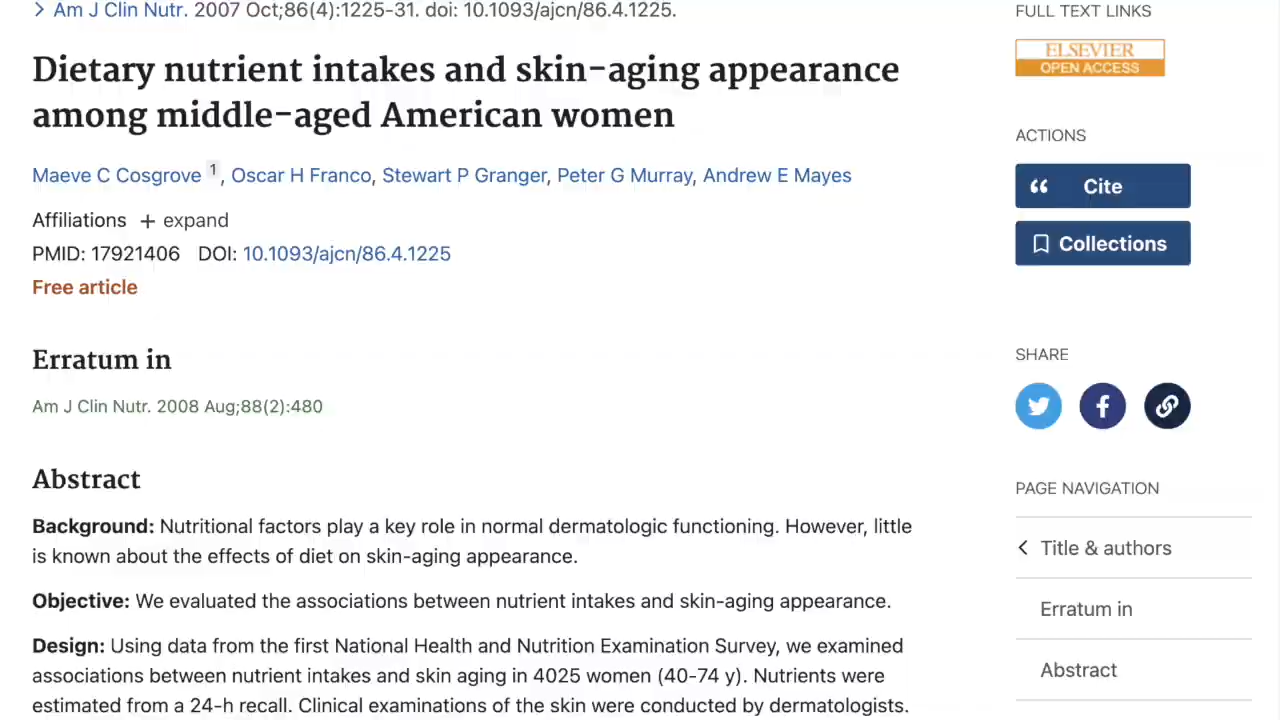 Am J Clin Nutr. 2007 Oct;86(4):1225-31. doi: 10.1093/ajcn/86.4.1225.
Dietary nutrient intakes and skin-aging appearance
among middle-aged American women
Maeve C Cosgrove 1, Oscar H Franco, Stewart P Granger, Peter G Murray, Andrew E Mayes
Affiliations + expand
PMID: 17921406 DOI: 10.1093/ajcn/86.4.1225
Free article
Erratum in
Am J Clin Nutr. 2008 Aug;88(2):480
Abstract
Background: Nutritional factors play a key role in normal dermatologic functioning. However, little
is known about the effects of diet on skin-aging appearance.
Objective: We evaluated the associations between nutrient intakes and skin-aging appearance.
Design: Using data from the first National Health and Nutrition Examination Survey, we examined
associations between nutrient intakes and skin aging in 4025 women (40-74 y). Nutrients were
estimated from a 24-h recall. Clinical examinations of the skin were conducted by dermatologists.
FULL TEXT LINKS
ELSEVIER
OPEN ACCESS
ACTIONS
Cite
Collections
SHARE
PAGE NAVIGATION
Title & authors
Erratum in
Abstract